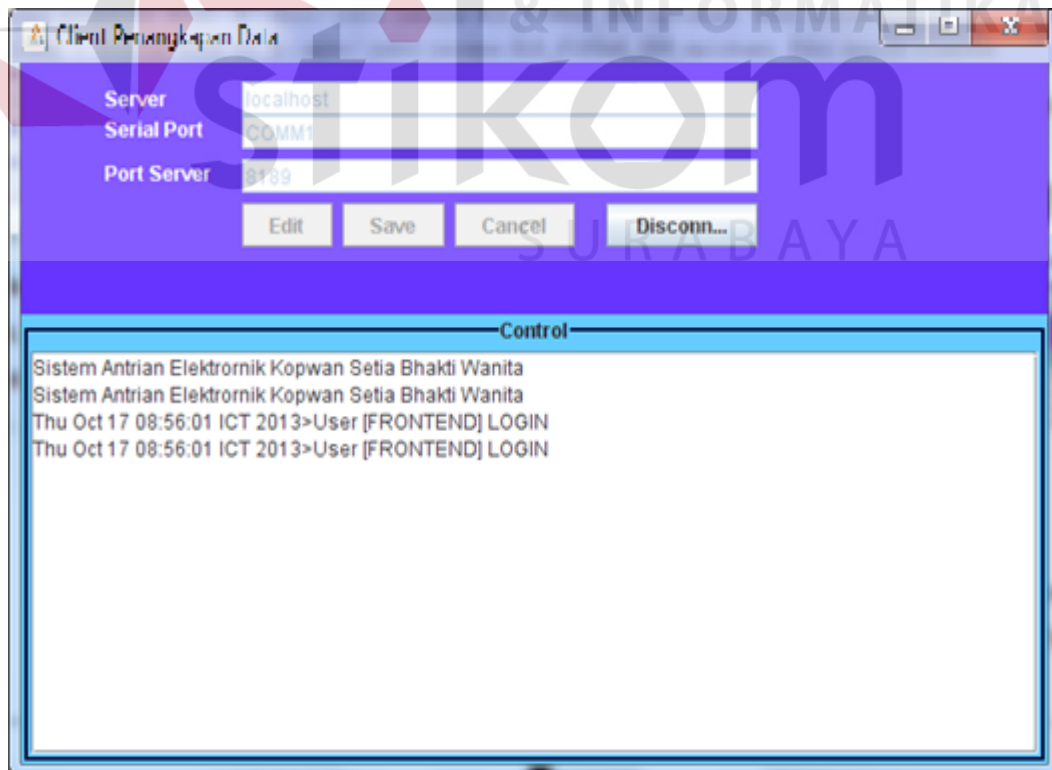 & INFORMATIKA
Client Penangkapan Data
stikom
Server localhost
Serial Port COMM1
Port Server 8189
Edit Save Cancel Disconn...
SURABAYA
Control
Sistem Antrian Elektrornik Kopwan Setia Bhakti Wanita
Sistem Antrian Elektrornik Kopwan Setia Bhakti Wanita
Thu Oct 17 08:56:01 ICT 2013>User [FRONTEND] LOGIN
Thu Oct 17 08:56:01 ICT 2013>User [FRONTEND] LOGIN